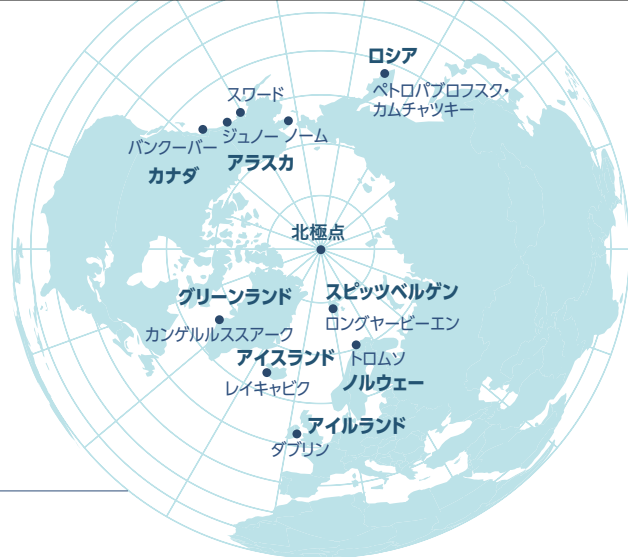 ロシア
ペトロパブロフスク・
カムチャツキー
スワード
ジュノー
ノーム
バンクーバー
アラスカ
カナダ
北極点
グリーンランド
スピッツベルゲン
カンゲルルススアーク
ロングヤービーエン
アイスランド
トロムソ
レイキャビク
ノルウェー
アイルランド
ダブリン